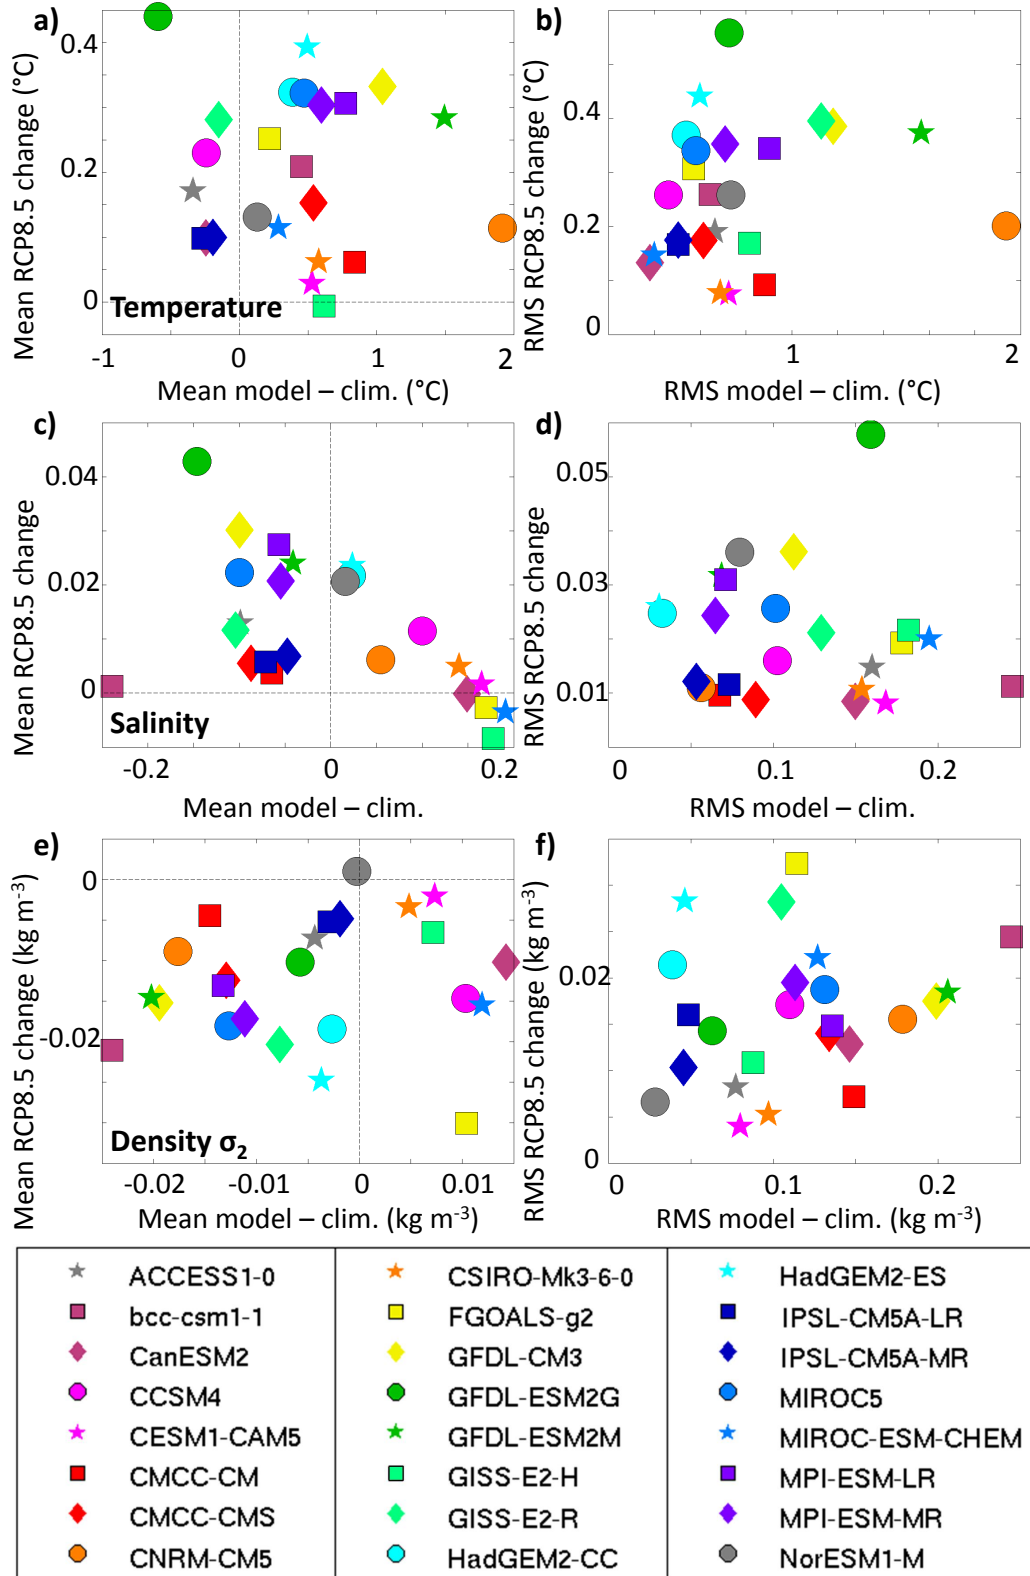 a)
Mean RCP8.5 change (°C)
0.4
0.2
0
Temperature
-1
0
1
2
Mean model – clim. (°C)
b)
RMS RCP8.5 change (°C)
0.4
0.2
0
1
2
RMS model – clim. (°C)
c)
Mean RCP8.5 change
0.04
0.02
0
Salinity
-0.2
0
0.2
Mean model – clim.
d)
RMS RCP8.5 change
0.05
0.03
0.01
0
0.1
0.2
RMS model – clim.
e)
Mean RCP8.5 change (kg m⁻³)
0
-0.02
Density σ₂
-0.02
-0.01
0
0.01
Mean model – clim. (kg m⁻³)
f)
RMS RCP8.5 change (kg m⁻³)
0.02
0
0
0.1
0.2
RMS model – clim. (kg m⁻³)
ACCESS1-0
bcc-csm1-1
CanESM2
CCSM4
CESM1-CAM5
CMCC-CM
CMCC-CMS
CNRM-CM5
CSIRO-Mk3-6-0
FGOALS-g2
GFDL-CM3
GFDL-ESM2G
GFDL-ESM2M
GISS-E2-H
GISS-E2-R
HadGEM2-CC
HadGEM2-ES
IPSL-CM5A-LR
IPSL-CM5A-MR
MIROC5
MIROC-ESM-CHEM
MPI-ESM-LR
MPI-ESM-MR
NorESM1-M